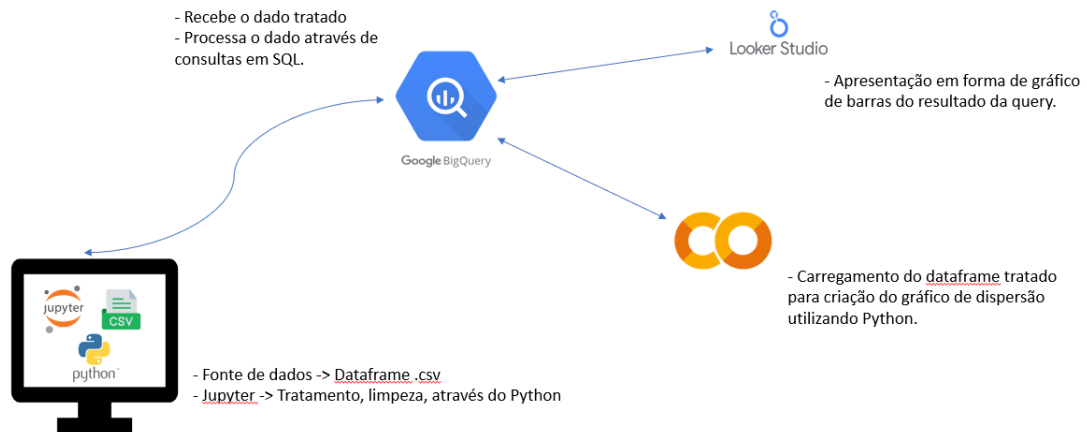 - Recebe o dado tratado
- Processa o dado através de
consultas em SQL.
Google BigQuery
Looker Studio
- Apresentação em forma de gráfico
de barras do resultado da query.
- Carregamento do dataframe tratado
para criação do gráfico de dispersão
utilizando Python.
jupyter
CSV
python
- Fonte de dados -> Dataframe .csv
- Jupyter -> Tratamento, limpeza, através do Python